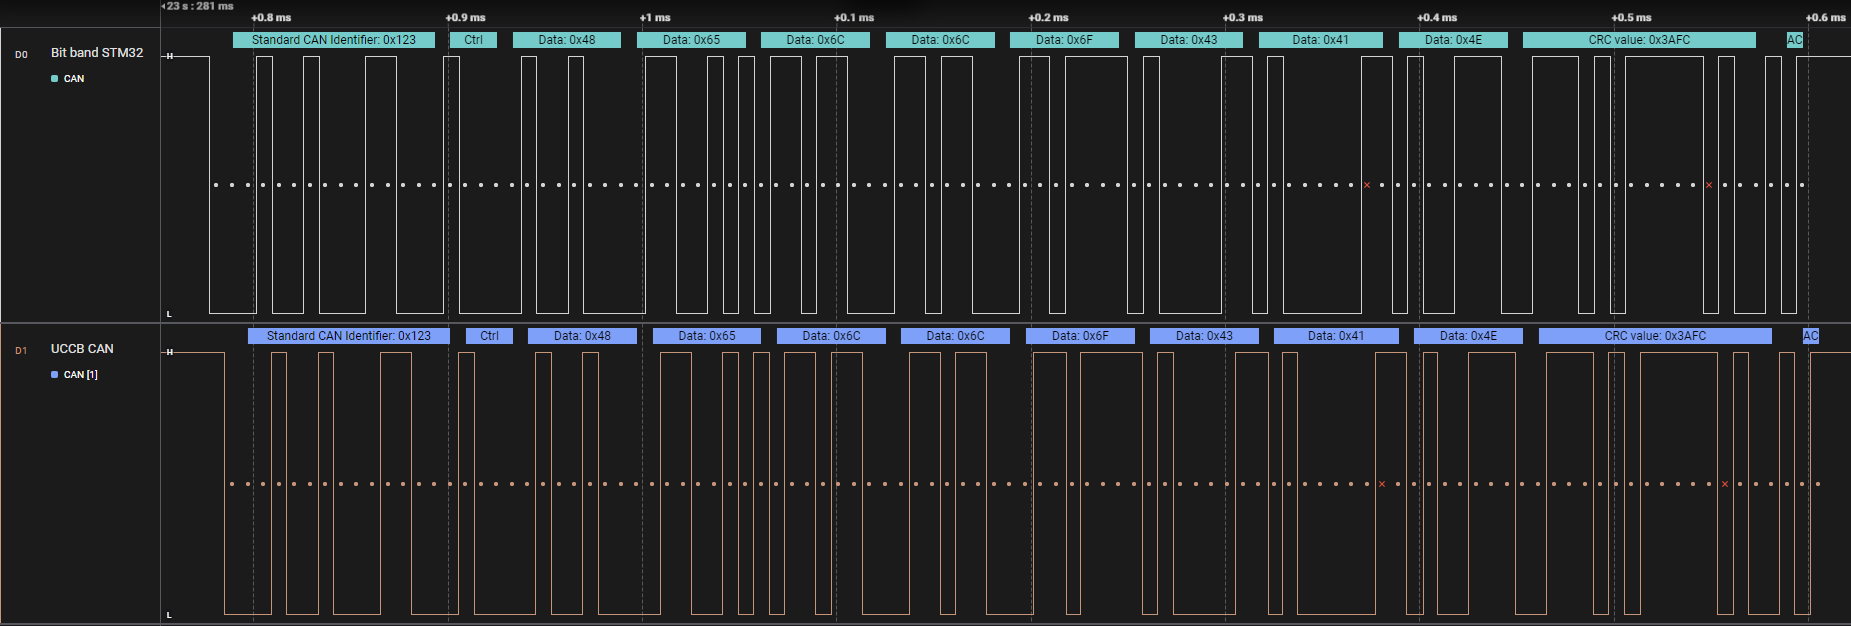 23 s : 281 ms
+0.8 ms +0.9 ms +1 ms +0.1 ms +0.2 ms +0.3 ms +0.4 ms +0.5 ms +0.6 ms
D0 Bit band STM32
CAN
Standard CAN Identifier: 0x123 Ctrl Data: 0x48 Data: 0x65 Data: 0x6C Data: 0x6C Data: 0x6F Data: 0x43 Data: 0x41 Data: 0x4E CRC value: 0x3AFC AC
H
L
D1 UCCB CAN
CAN [1]
Standard CAN Identifier: 0x123 Ctrl Data: 0x48 Data: 0x65 Data: 0x6C Data: 0x6C Data: 0x6F Data: 0x43 Data: 0x41 Data: 0x4E CRC value: 0x3AFC AC
H
L